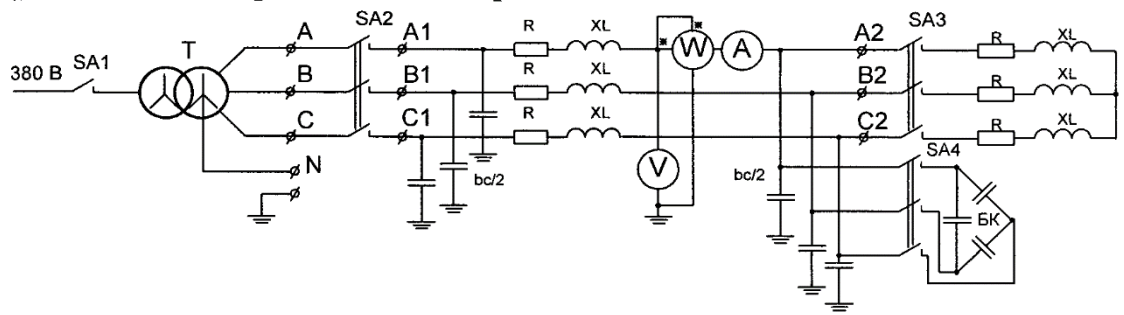 380 В SA1 T
A SA2 A1 R XL * * W A A2 SA3 R XL
B B1 R XL B2 R XL
C C1 R XL C2 R XL
N bc/2 V bc/2 SA4
БК